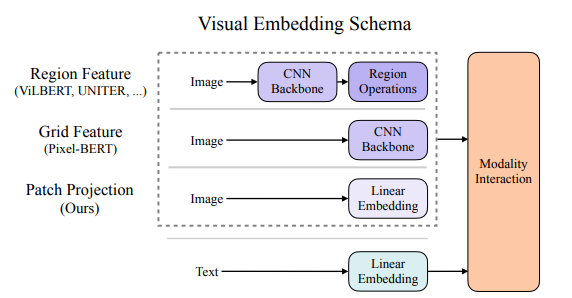 Visual Embedding Schema
Region Feature
(ViLBERT, UNITER, ...)
Image
CNN
Backbone
Region
Operations
Grid Feature
(Pixel-BERT)
Image
CNN
Backbone
Modality
Interaction
Patch Projection
(Ours)
Image
Linear
Embedding
Text
Linear
Embedding